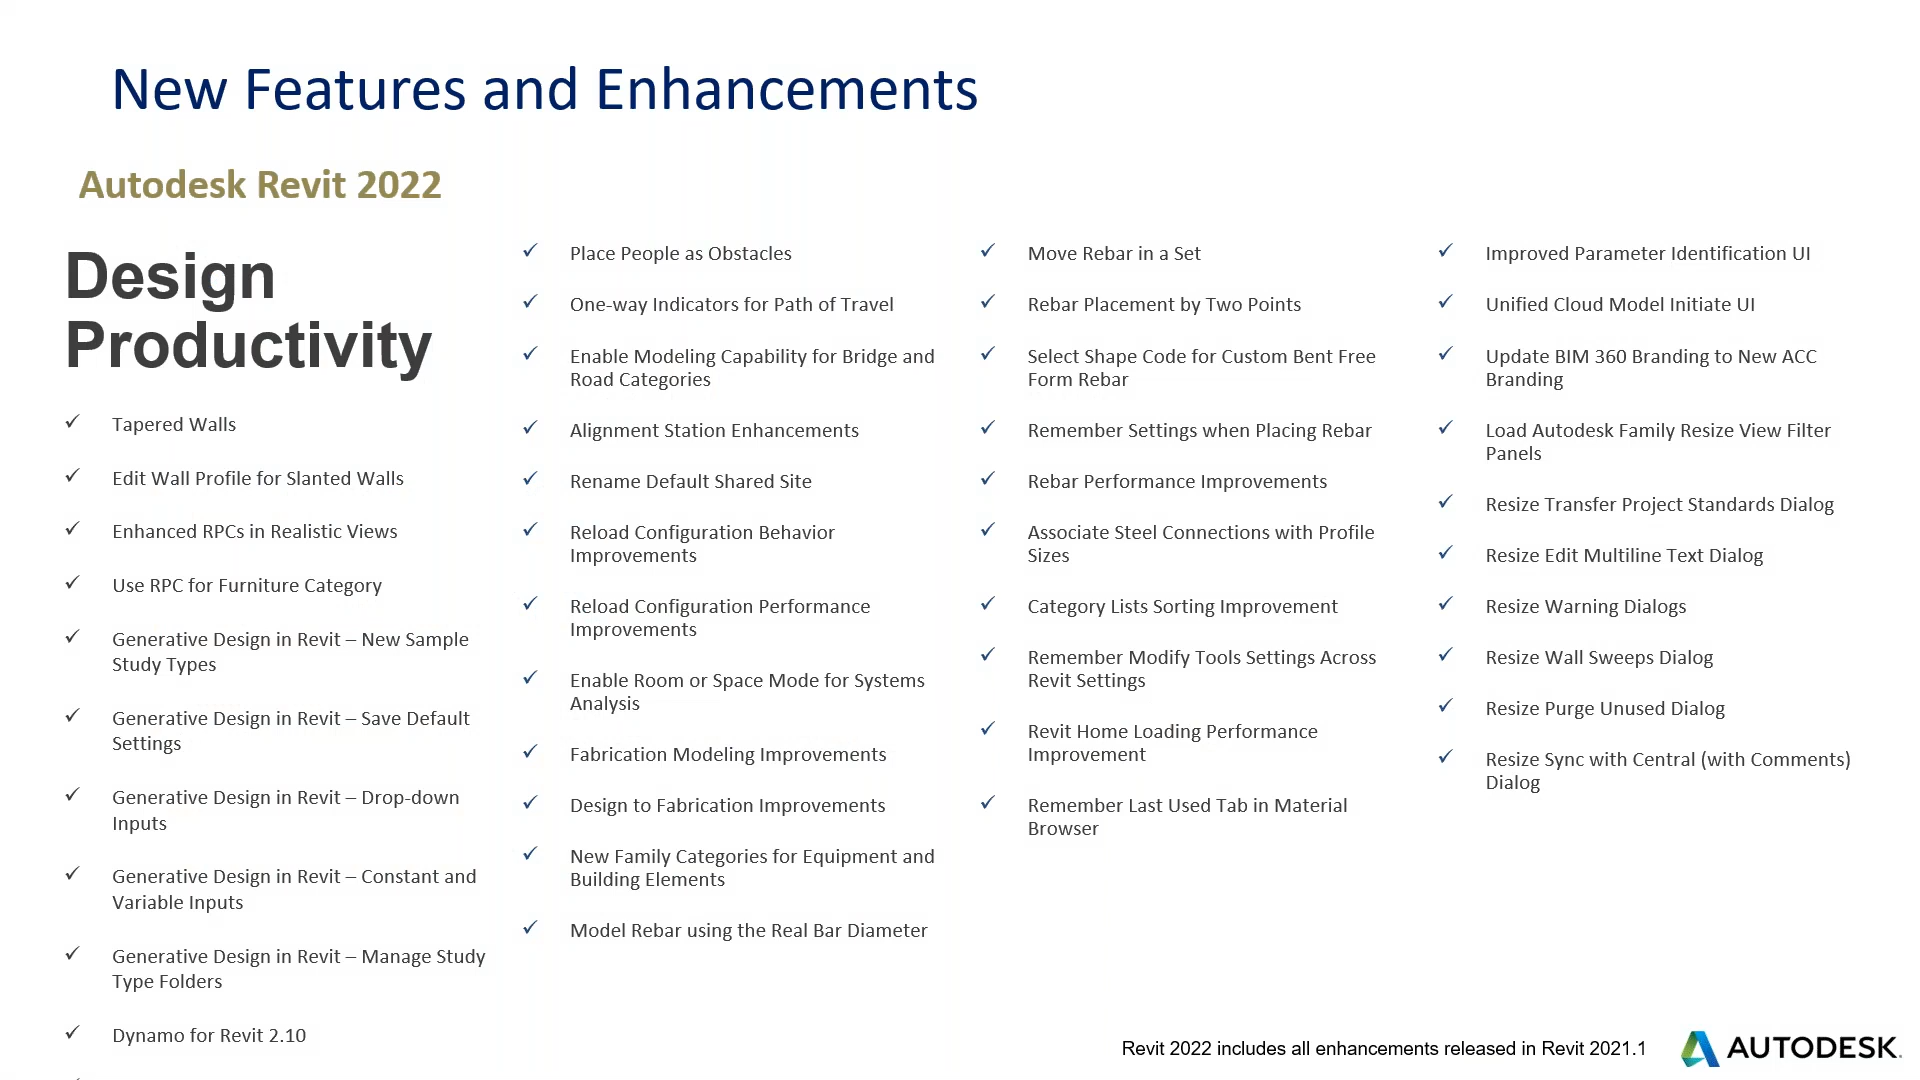 New Features and Enhancements
Autodesk Revit 2022
Design
Productivity
Tapered Walls
Edit Wall Profile for Slanted Walls
Enhanced RPCs in Realistic Views
Use RPC for Furniture Category
Generative Design in Revit – New Sample
Study Types
Generative Design in Revit – Save Default
Settings
Generative Design in Revit – Drop-down
Inputs
Generative Design in Revit – Constant and
Variable Inputs
Generative Design in Revit – Manage Study
Type Folders
Dynamo for Revit 2.10
Place People as Obstacles
One-way Indicators for Path of Travel
Enable Modeling Capability for Bridge and
Road Categories
Alignment Station Enhancements
Rename Default Shared Site
Reload Configuration Behavior
Improvements
Reload Configuration Performance
Improvements
Enable Room or Space Mode for Systems
Analysis
Fabrication Modeling Improvements
Design to Fabrication Improvements
New Family Categories for Equipment and
Building Elements
Model Rebar using the Real Bar Diameter
Move Rebar in a Set
Rebar Placement by Two Points
Select Shape Code for Custom Bent Free
Form Rebar
Remember Settings when Placing Rebar
Rebar Performance Improvements
Associate Steel Connections with Profile
Sizes
Category Lists Sorting Improvement
Remember Modify Tools Settings Across
Revit Settings
Revit Home Loading Performance
Improvement
Remember Last Used Tab in Material
Browser
Improved Parameter Identification UI
Unified Cloud Model Initiate UI
Update BIM 360 Branding to New ACC
Branding
Load Autodesk Family Resize View Filter
Panels
Resize Transfer Project Standards Dialog
Resize Edit Multiline Text Dialog
Resize Warning Dialogs
Resize Wall Sweeps Dialog
Resize Purge Unused Dialog
Resize Sync with Central (with Comments)
Dialog
Revit 2022 includes all enhancements released in Revit 2021.1
AUTODESK.